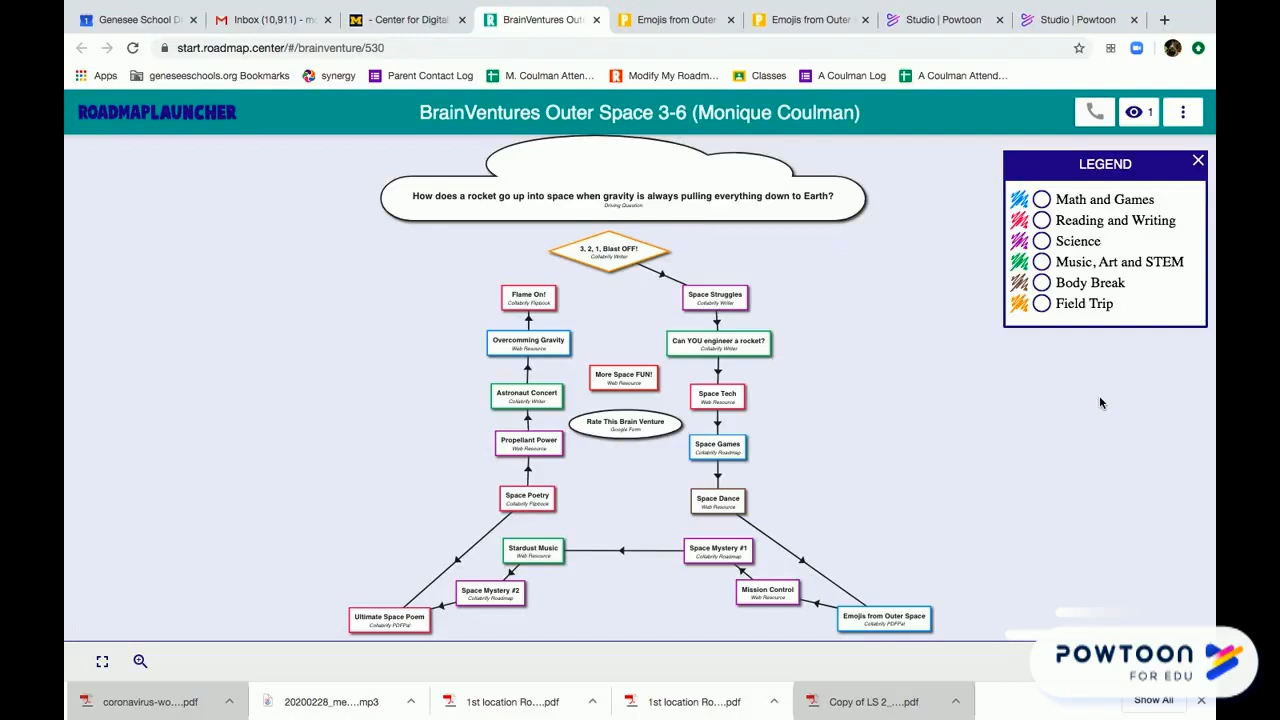 Genesee School Di
Inbox (10,911) - m
- Center for Digital
BrainVentures Oute
Emojis from Outer
Emojis from Outer
Studio | Powtoon
Studio | Powtoon
start.roadmap.center/#/brainventure/530
Apps
geneseeschools.org Bookmarks
synergy
Parent Contact Log
M. Coulman Atten...
Modify My Roadm...
Classes
A Coulman Log
A Coulman Attend...
ROADMAPLAUNCHER
BrainVentures Outer Space 3-6 (Monique Coulman)
1
LEGEND
Math and Games
Reading and Writing
Science
Music, Art and STEM
Body Break
Field Trip
How does a rocket go up into space when gravity is always pulling everything down to Earth?
Driving Question
3, 2, 1, Blast OFF!
Collabrify Writer
Flame On!
Collabrify Flipbook
Space Struggles
Collabrify Writer
Overcomming Gravity
Web Resource
Can YOU engineer a rocket?
Collabrify Writer
More Space FUN!
Web Resource
Astronaut Concert
Collabrify Writer
Space Tech
Web Resource
Rate This Brain Venture
Google Form
Propellant Power
Web Resource
Space Games
Collabrify Roadmap
Space Poetry
Collabrify Flipbook
Space Dance
Web Resource
Stardust Music
Web Resource
Space Mystery #1
Collabrify Roadmap
Space Mystery #2
Collabrify Roadmap
Mission Control
Web Resource
Ultimate Space Poem
Collabrify PDFPal
Emojis from Outer Space
Collabrify PDFPal
POWTOON
FOR EDU
coronavirus-wo....pdf
20200228_me....mp3
1st location Ro....pdf
1st location Ro....pdf
Copy of LS 2_....pdf
Show All